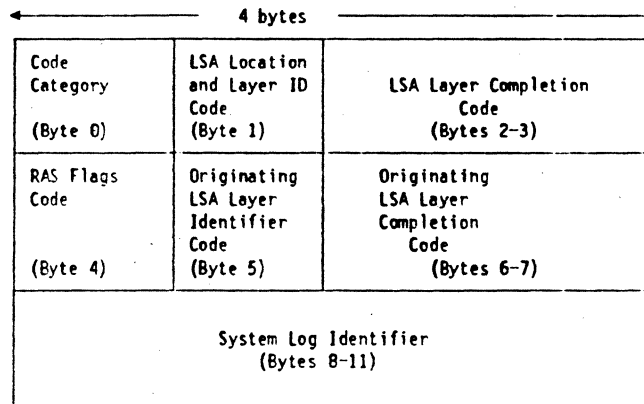 4 bytes
Code
Category
(Byte 0)
LSA Location
and Layer ID
Code
(Byte 1)
LSA Layer Completion
Code
(Bytes 2-3)
RAS Flags
Code
(Byte 4)
Originating
LSA Layer
Identifier
Code
(Byte 5)
Originating
LSA Layer
Completion
Code
(Bytes 6-7)
System Log Identifier
(Bytes 8-11)